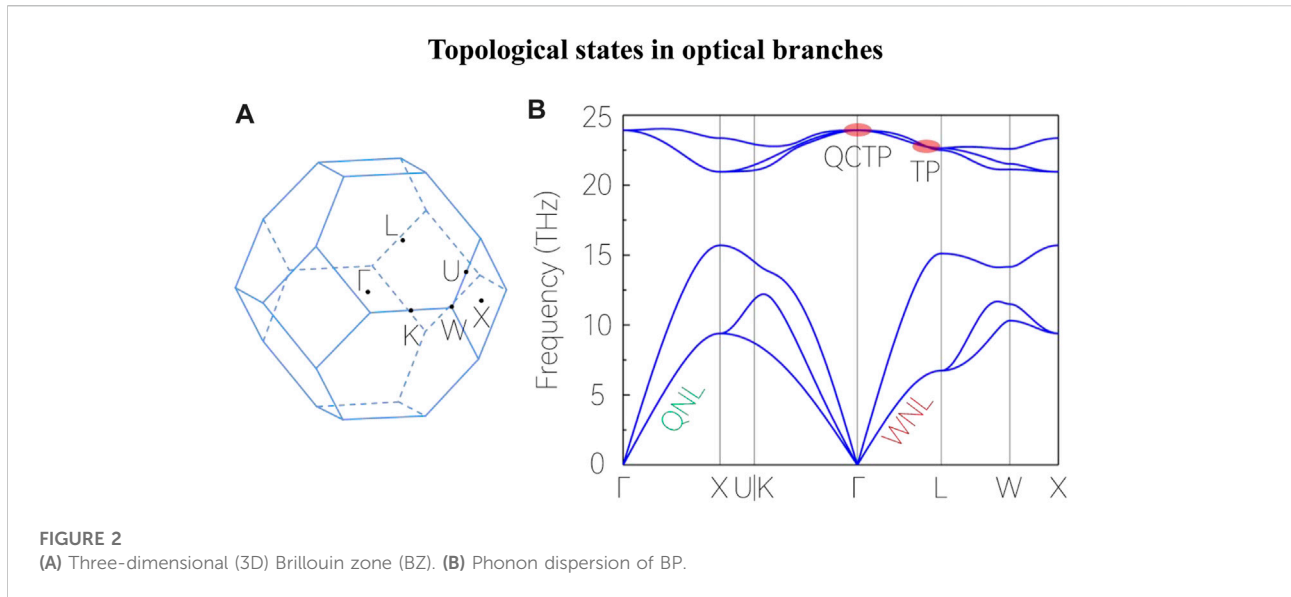 Topological states in optical branches
A
L
Γ
U
K
W
X
B
Frequency (THz)
25
20
15
10
5
0
QCTP
TP
QNL
WNL
Γ X U|K Γ L W X
FIGURE 2
(A) Three-dimensional (3D) Brillouin zone (BZ). (B) Phonon dispersion of BP.